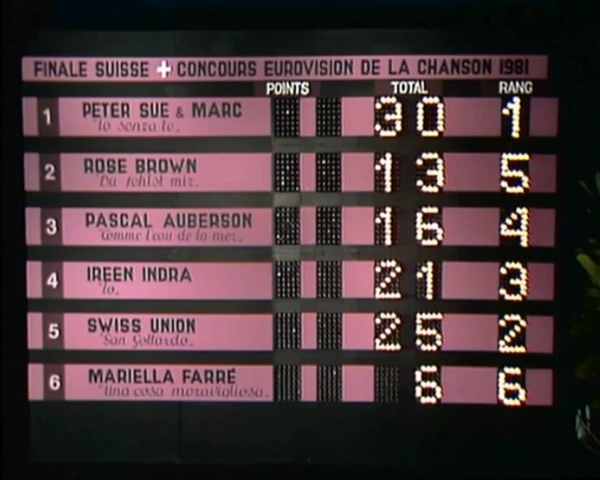 FINALE SUISSE + CONCOURS EUROVISION DE LA CHANSON 1981
POINTS TOTAL RANG
1 PETER SUE & MARC 30 1
"Io senza te"
2 ROSE BROWN 13 5
"Du fehlst mir"
3 PASCAL AUBERSON 16 4
"Comme l'eau de la mer"
4 IREEN INDRA 21 3
"Io"
5 SWISS UNION 25 2
"San Gottardo"
6 MARIELLA FARRÉ 6
"Una cosa meravigliosa"